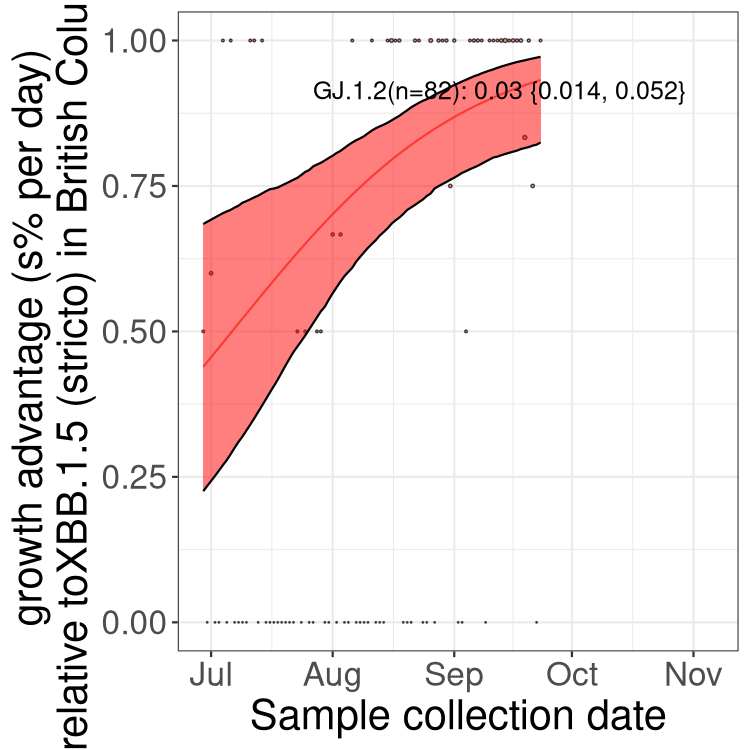 growth advantage (s% per day)
relative toXBB.1.5 (stricto) in British Colu
1.00
0.75
0.50
0.25
0.00
GJ.1.2(n=82): 0.03 {0.014, 0.052}
Jul Aug Sep Oct Nov
Sample collection date